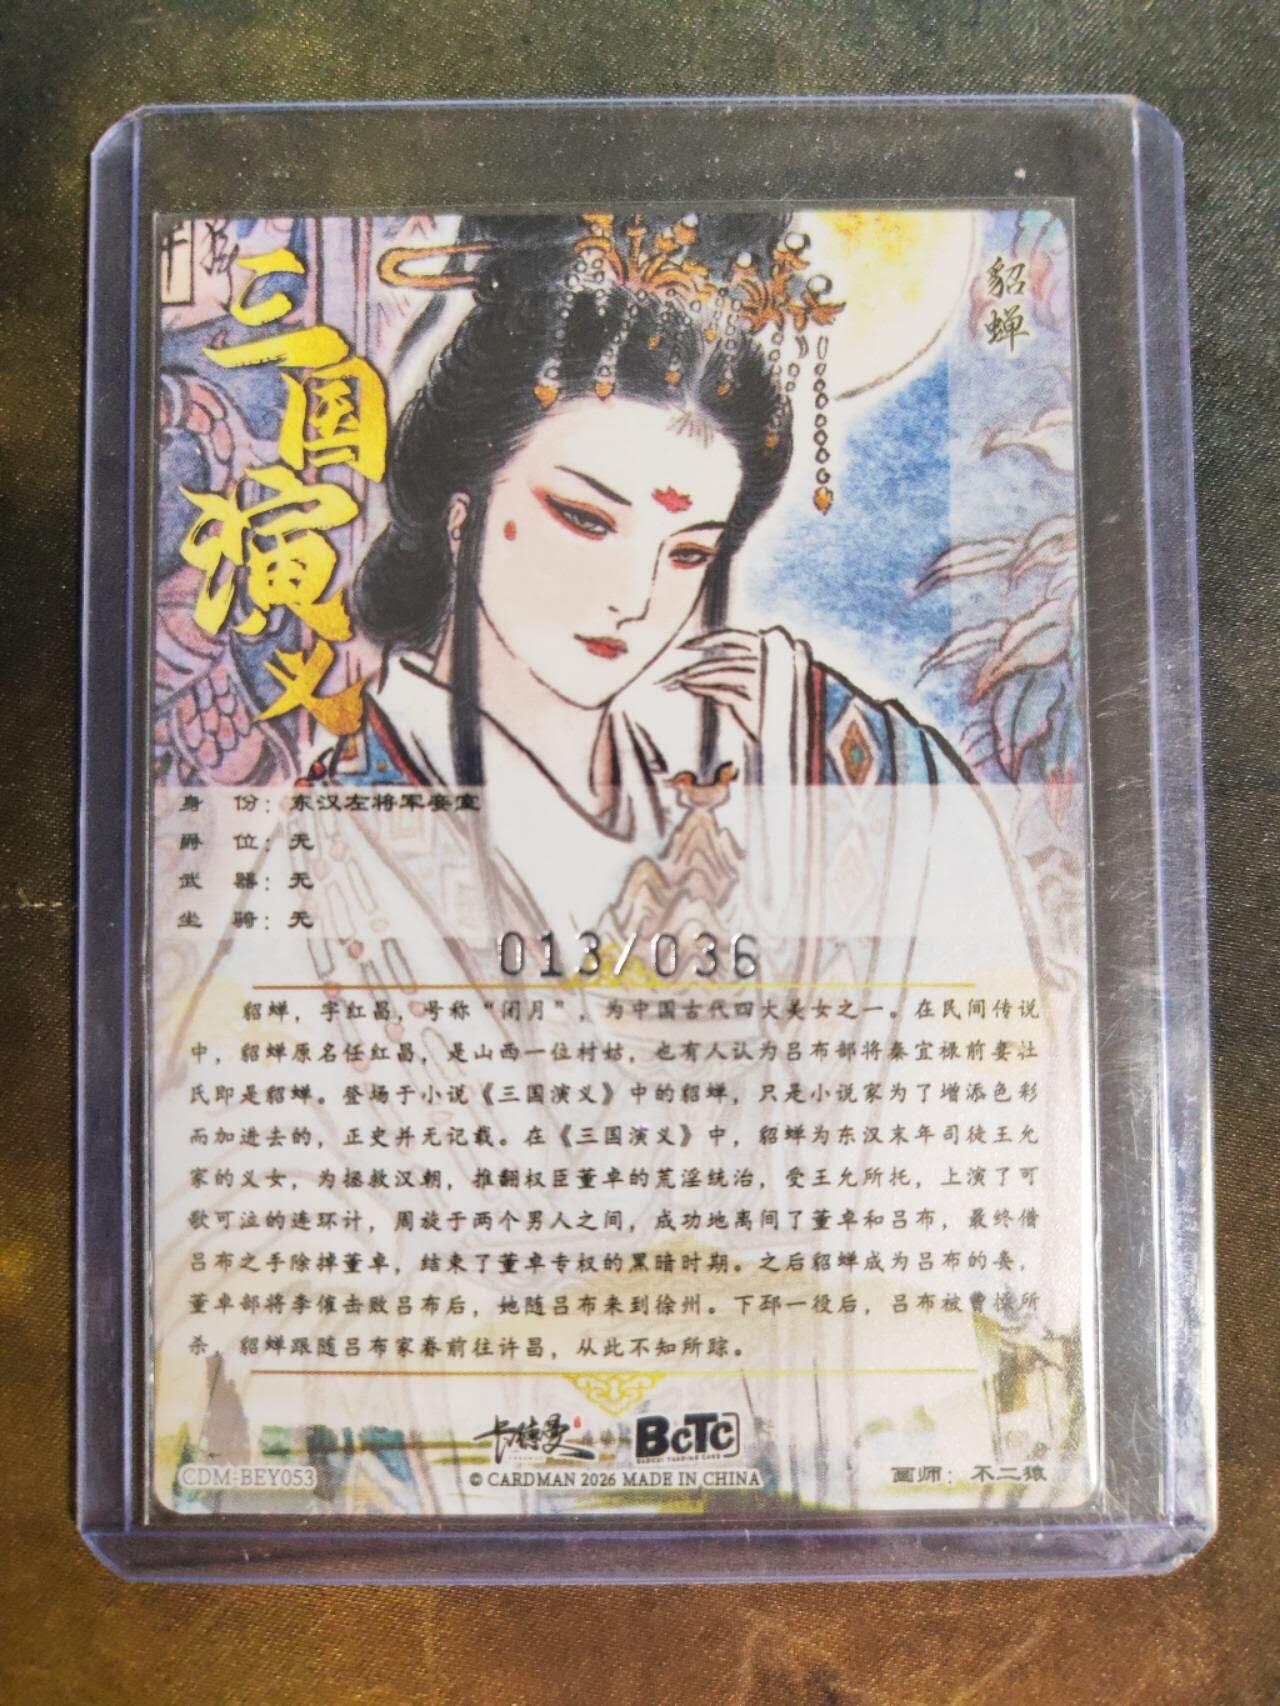 三国演义
貂蝉
身 份：东汉左将军妾室
爵 位：无
武 器：无
坐 骑：无
013/036
貂蝉，字红昌，号称“闭月”，为中国古代四大美女之一。在民间传说
中，貂蝉原名任红昌，是山西一位村姑，也有人认为吕布部将秦宜禄前妻杜
氏即是貂蝉。登场于小说《三国演义》中的貂蝉，只是小说家为了增添色彩
而加进去的，正史并无记载。在《三国演义》中，貂蝉为东汉末年司徒王允
家的义女，为拯救汉朝，推翻权臣董卓的荒淫统治，受王允所托，上演了可
歌可泣的连环计，周旋于两个男人之间，成功地离间了董卓和吕布，最终借
吕布之手除掉董卓，结束了董卓专权的黑暗时期。之后貂蝉成为吕布的妾，
董卓部将李傕击败吕布后，她随吕布来到徐州。下邳一役后，吕布被曹操所
杀，貂蝉跟随吕布家眷前往许昌，从此不知所踪。
卡德曼 BCTC
CDM-BEY053
© CARDMAN 2026 MADE IN CHINA
画师：不二猿